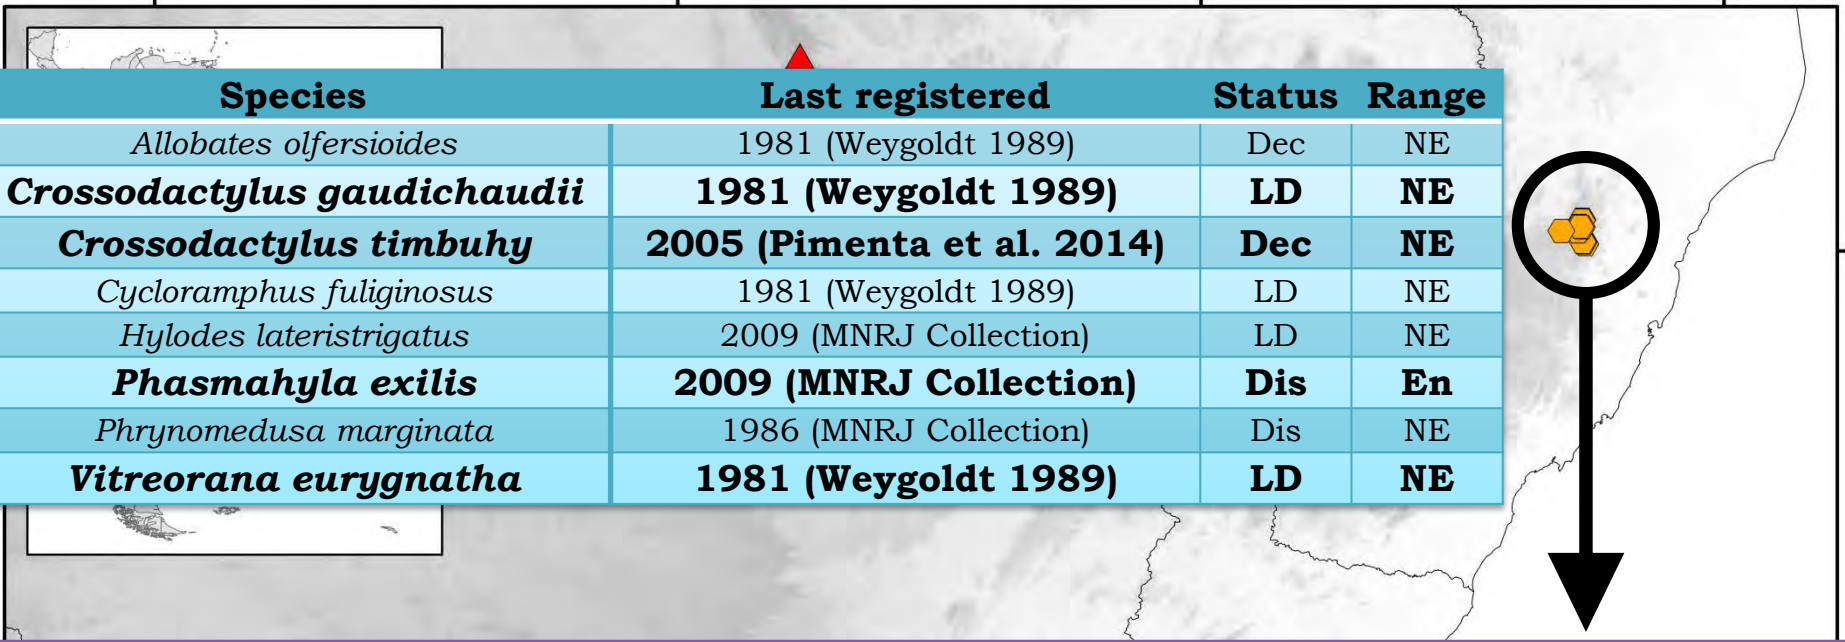 Species Last registered Status Range
Allobates olfersioides 1981 (Weygoldt 1989) Dec NE
Crossodactylus gaudichaudii 1981 (Weygoldt 1989) LD NE
Crossodactylus timbuhy 2005 (Pimenta et al. 2014) Dec NE
Cycloramphus fuliginosus 1981 (Weygoldt 1989) LD NE
Hylodes lateristrigatus 2009 (MNRJ Collection) LD NE
Phasmahyla exilis 2009 (MNRJ Collection) Dis En
Phrynomedusa marginata 1986 (MNRJ Collection) Dis NE
Vitreorana eurygnatha 1981 (Weygoldt 1989) LD NE